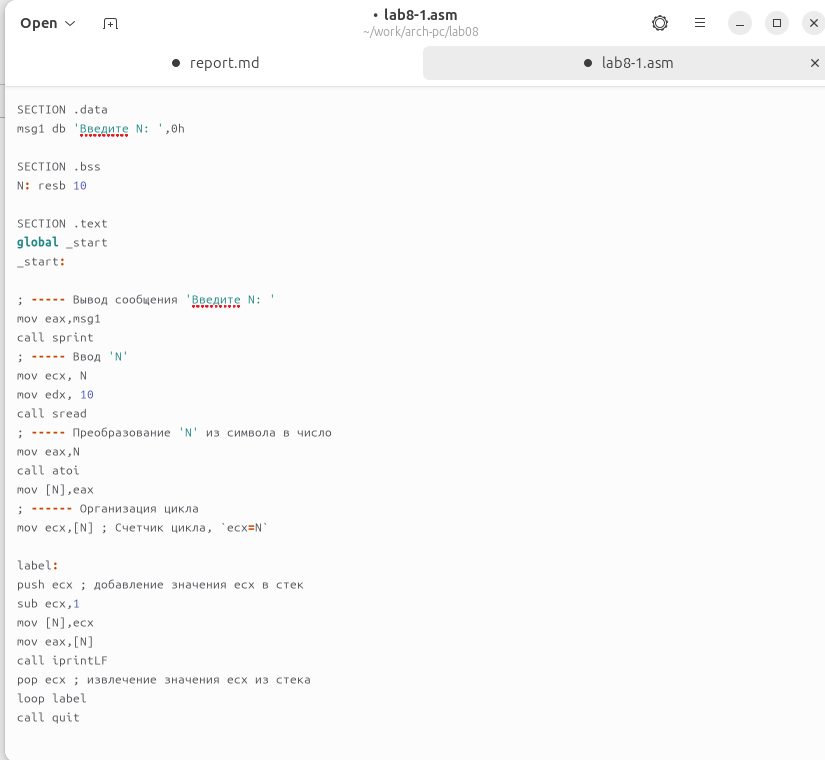 Open
• lab8-1.asm
~/work/arch-pc/lab08
● report.md
● lab8-1.asm
SECTION .data
msg1 db 'Введите N: ',0h
SECTION .bss
N: resb 10
SECTION .text
global _start
_start:
; ----- Вывод сообщения 'Введите N: '
mov eax,msg1
call sprint
; ----- Ввод 'N'
mov ecx, N
mov edx, 10
call sread
; ----- Преобразование 'N' из символа в число
mov eax,N
call atoi
mov [N],eax
; ------ Организация цикла
mov ecx,[N] ; Счетчик цикла, `ecx=N`
label:
push ecx ; добавление значения ecx в стек
sub ecx,1
mov [N],ecx
mov eax,[N]
call iprintLF
pop ecx ; извлечение значения ecx из стека
loop label
call quit